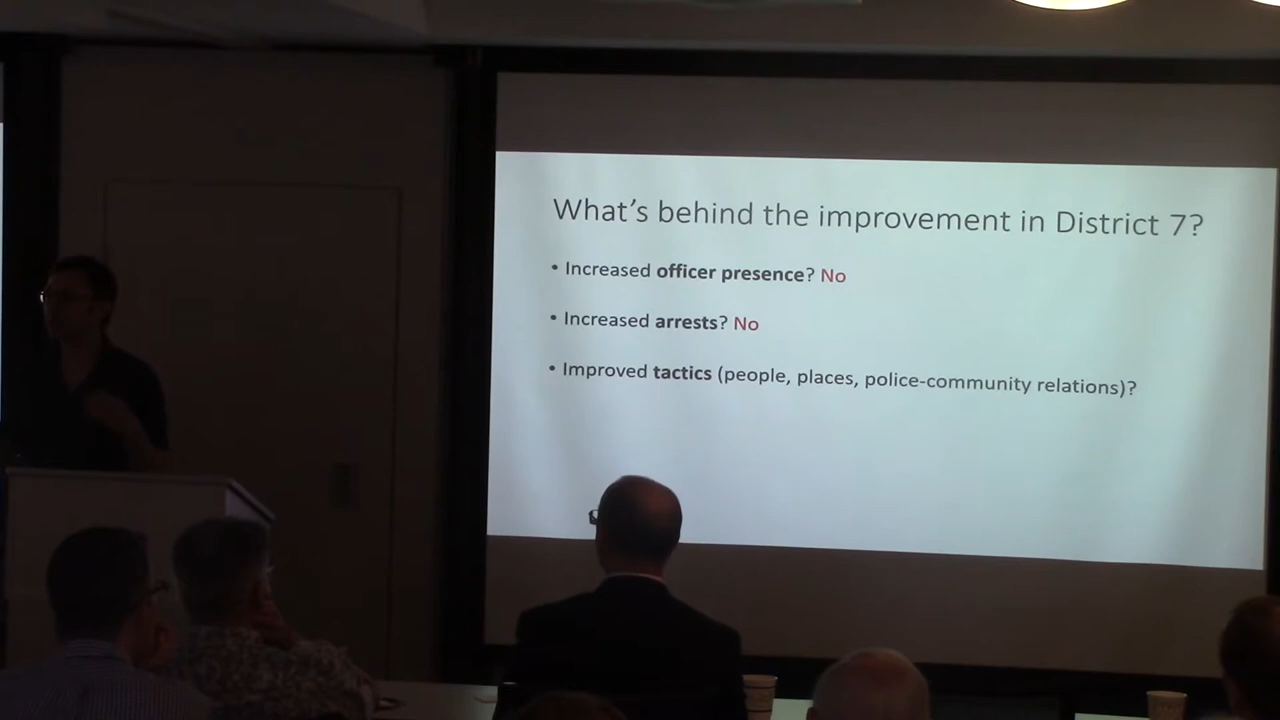 What's behind the improvement in District 7?
• Increased officer presence? No
• Increased arrests? No
• Improved tactics (people, places, police-community relations)?